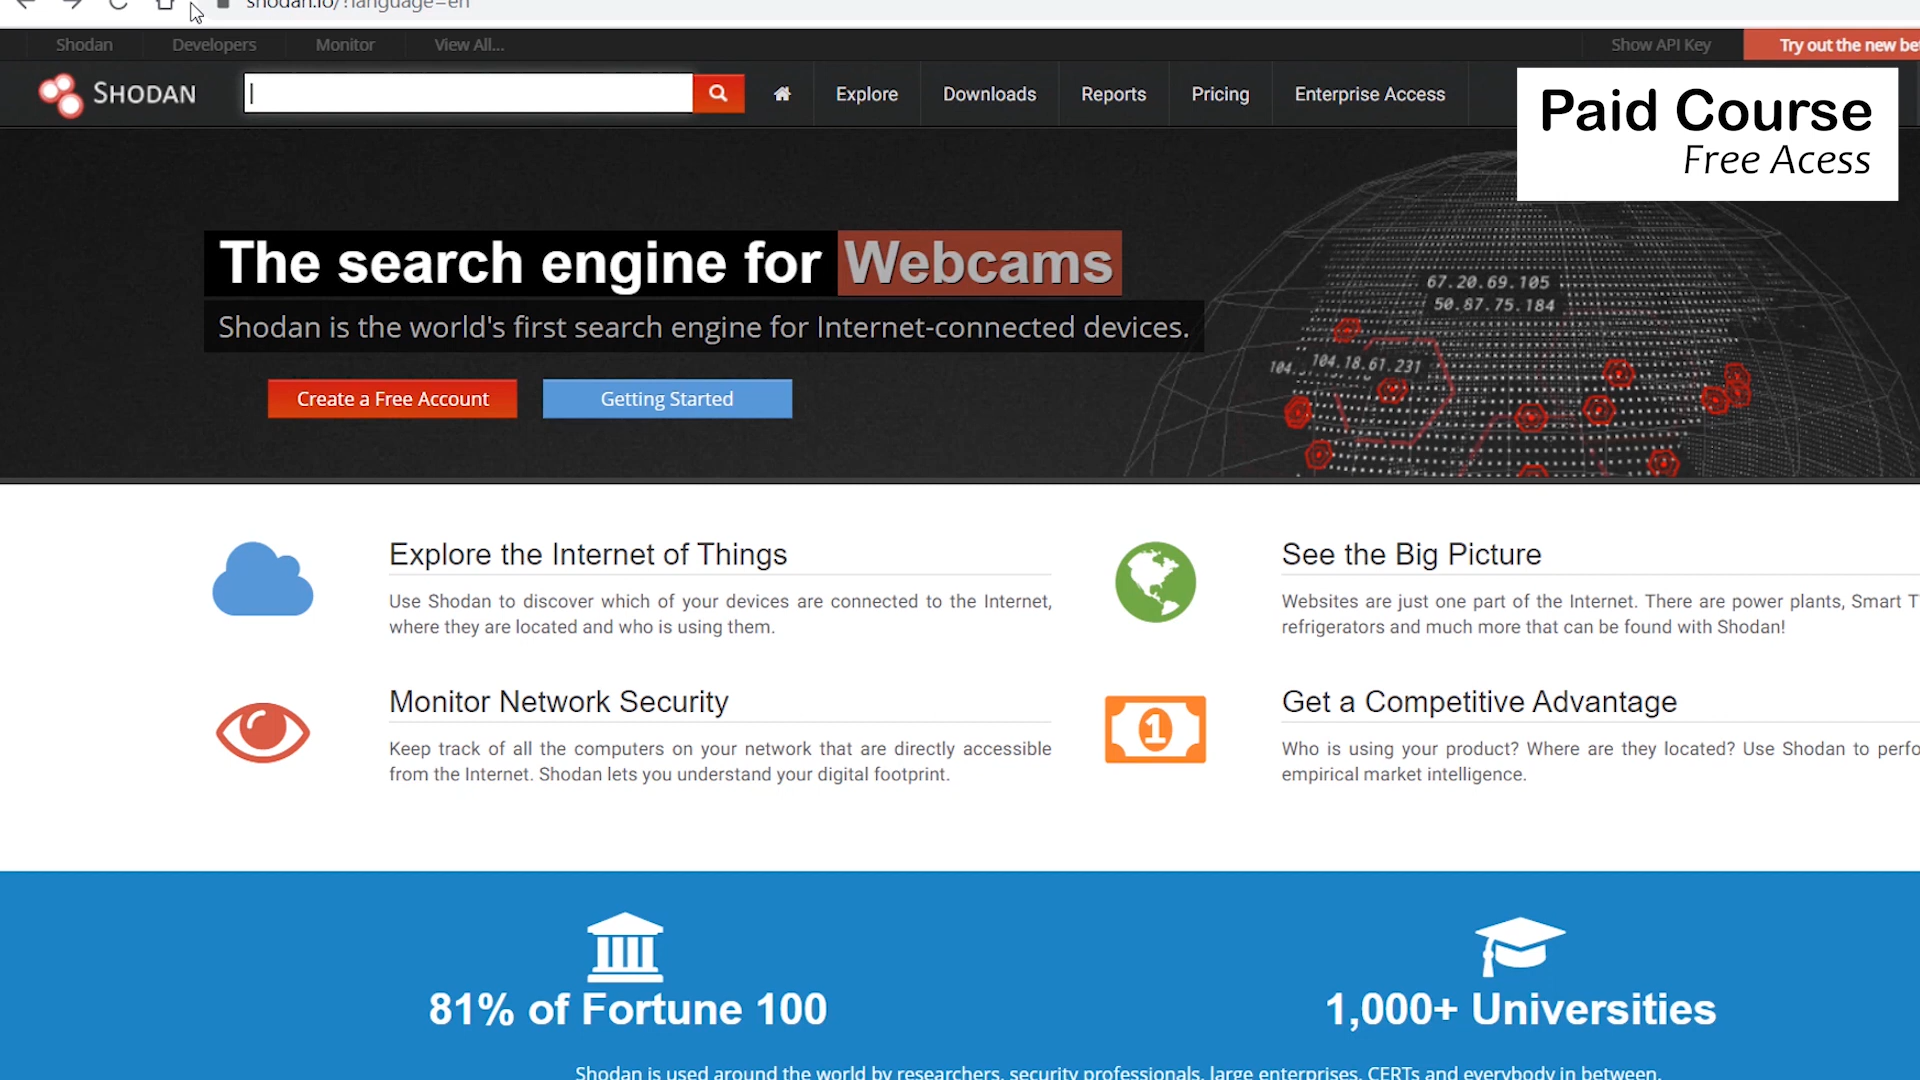 shodan.io/?language=en
Shodan
Developers
Monitor
View All...
Show API Key
Try out the new
SHODAN
Explore
Downloads
Reports
Pricing
Enterprise Access
Paid Course
Free Acess
The search engine for Webcams
Shodan is the world's first search engine for Internet-connected devices.
67.20.69.105
50.87.75.184
104.18.61.231
Create a Free Account
Getting Started
Explore the Internet of Things
Use Shodan to discover which of your devices are connected to the Internet,
where they are located and who is using them.
See the Big Picture
Websites are just one part of the Internet. There are power plants, Smart
refrigerators and much more that can be found with Shodan!
Monitor Network Security
Keep track of all the computers on your network that are directly accessible
from the Internet. Shodan lets you understand your digital footprint.
Get a Competitive Advantage
1
Who is using your product? Where are they located? Use Shodan to
empirical market intelligence.
81% of Fortune 100
1,000+ Universities
Shodan is used around the world by researchers, security professionals, large enterprises, CERTs and everybody in between.